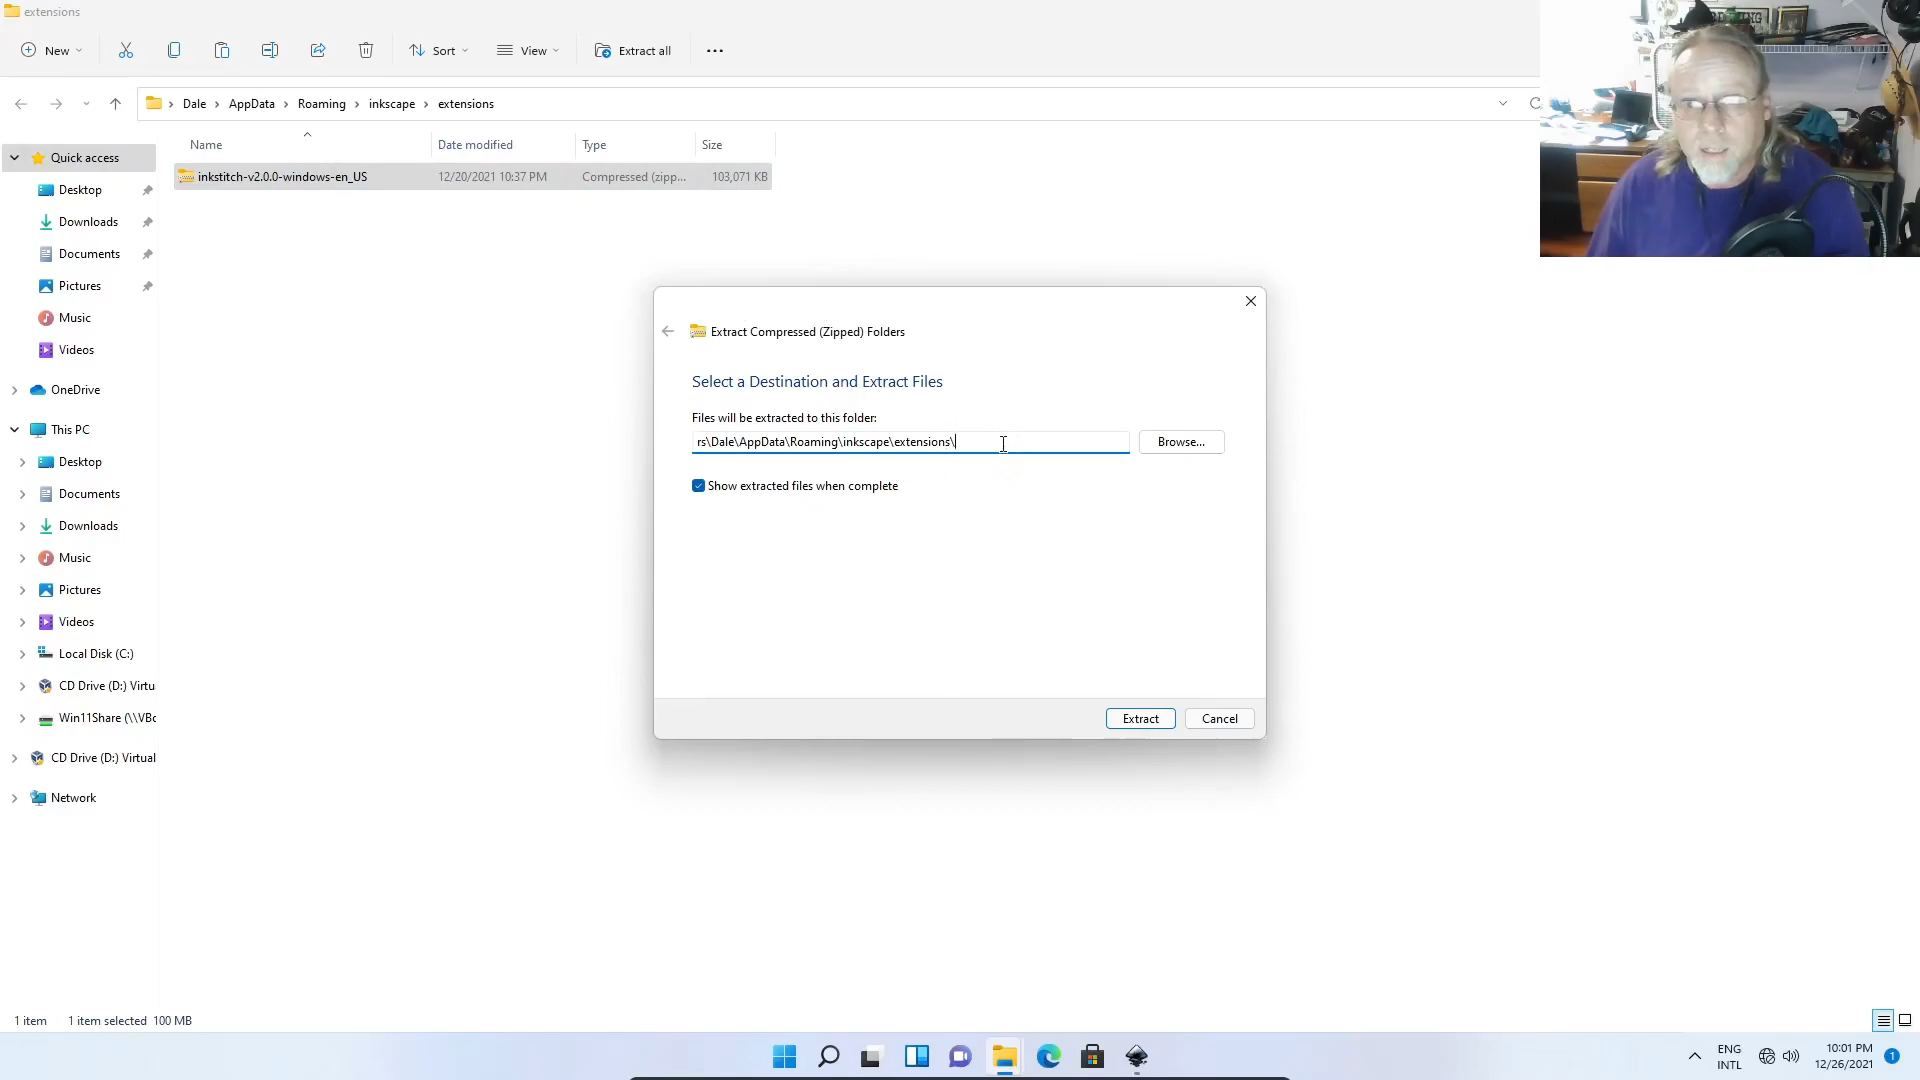 extensions
New
Sort
View
Extract all
Dale
AppData
Roaming
inkscape
extensions
Name
Date modified
Type
Size
inkstitch-v2.0.0-windows-en_US
12/20/2021 10:37 PM
Compressed (zipp...
103,071 KB
Quick access
Desktop
Downloads
Documents
Pictures
Music
Videos
OneDrive
This PC
Desktop
Documents
Downloads
Music
Pictures
Videos
Local Disk (C:)
CD Drive (D:) Virtu
Win11Share (\\VBo
CD Drive (D:) Virtual
Network
Extract Compressed (Zipped) Folders
Select a Destination and Extract Files
Files will be extracted to this folder:
rs\Dale\AppData\Roaming\inkscape\extensions\
Browse...
Show extracted files when complete
Extract
Cancel
1 item
1 item selected 100 MB
ENG
INTL
10:01 PM
12/26/2021
1